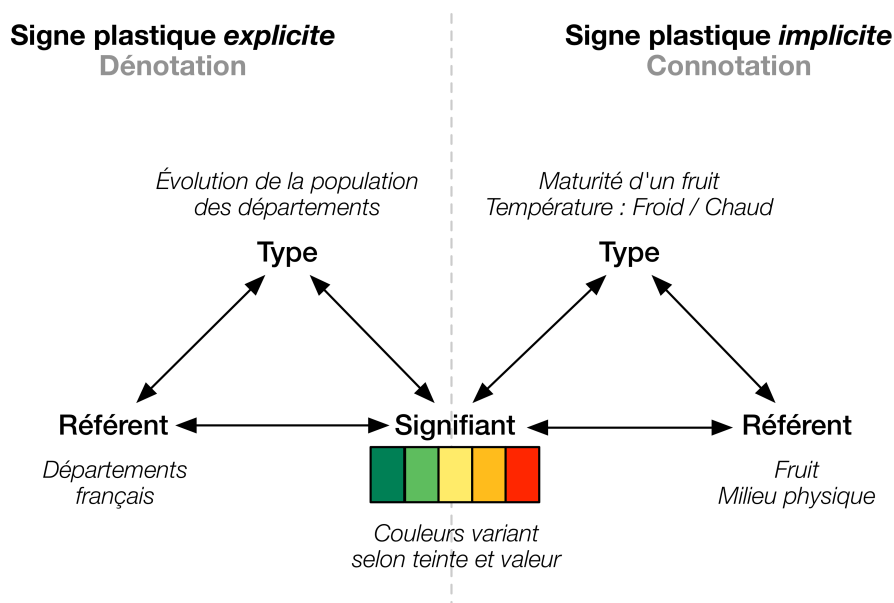 Signe plastique explicite
Dénotation
Signe plastique implicite
Connotation
Évolution de la population
des départements
Type
Maturité d'un fruit
Température : Froid / Chaud
Type
Référent
Signifiant
Référent
Départements
français
Couleurs variant
selon teinte et valeur
Fruit
Milieu physique